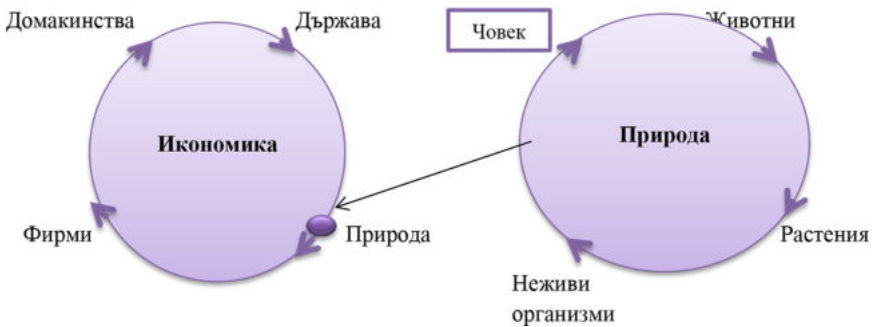 Домакинства
Държава
Човек
Животни
Икономика
Природа
Фирми
Природа
Растения
Неживи
организми